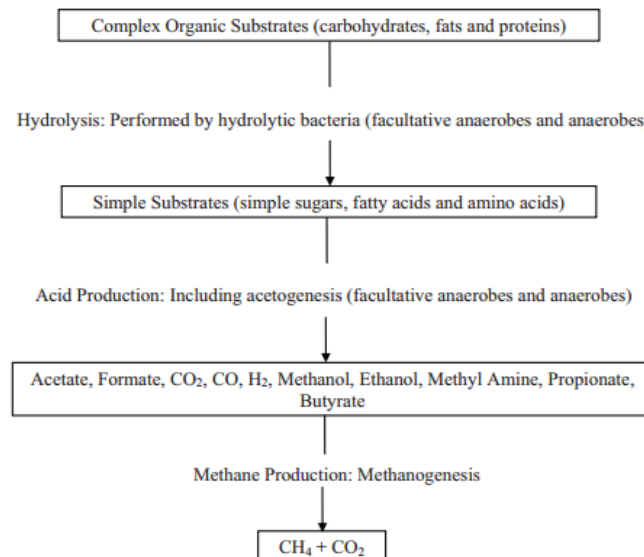 Complex Organic Substrates (carbohydrates, fats and proteins)
Hydrolysis: Performed by hydrolytic bacteria (facultative anaerobes and anaerobes
Simple Substrates (simple sugars, fatty acids and amino acids)
Acid Production: Including acetogenesis (facultative anaerobes and anaerobes)
Acetate, Formate, CO₂, CO, H₂, Methanol, Ethanol, Methyl Amine, Propionate,
Butyrate
Methane Production: Methanogenesis
CH₄ + CO₂